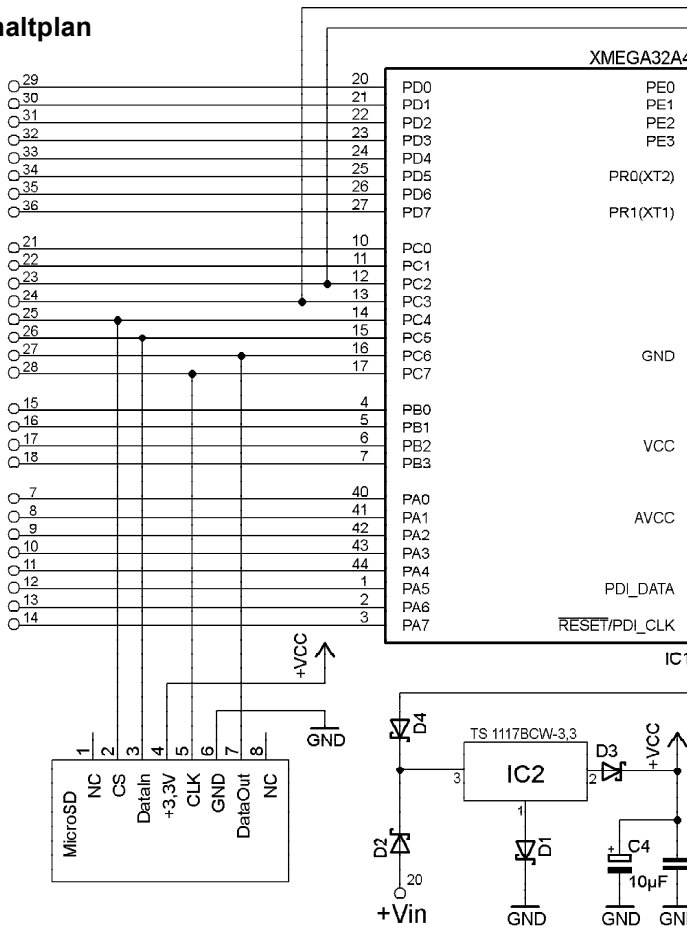 haltplan
XMEGA32A4
29 20 PD0 PE0
30 21 PD1 PE1
31 22 PD2 PE2
32 23 PD3 PE3
33 24 PD4
34 25 PD5 PR0(XT2)
35 26 PD6
36 27 PD7 PR1(XT1)
21 10 PC0
22 11 PC1
23 12 PC2
24 13 PC3
25 14 PC4
26 15 PC5
27 16 PC6 GND
28 17 PC7
15 4 PB0
16 5 PB1
17 6 PB2 VCC
18 7 PB3
7 40 PA0
8 41 PA1 AVCC
9 42 PA2
10 43 PA3
11 44 PA4
12 1 PA5 PDI_DATA
13 2 PA6
14 3 PA7 RESET/PDI_CLK
IC1
+VCC
GND
MicroSD
1 NC
2 CS
3 DataIn
4 +3,3V
5 CLK
6 GND
7 DataOut
8 NC
D4
TS 1117BCW-3,3
3 IC2 2
1
D3
+VCC
D2
D1
+ C4
10µF
20
+Vin
GND
GND
GN